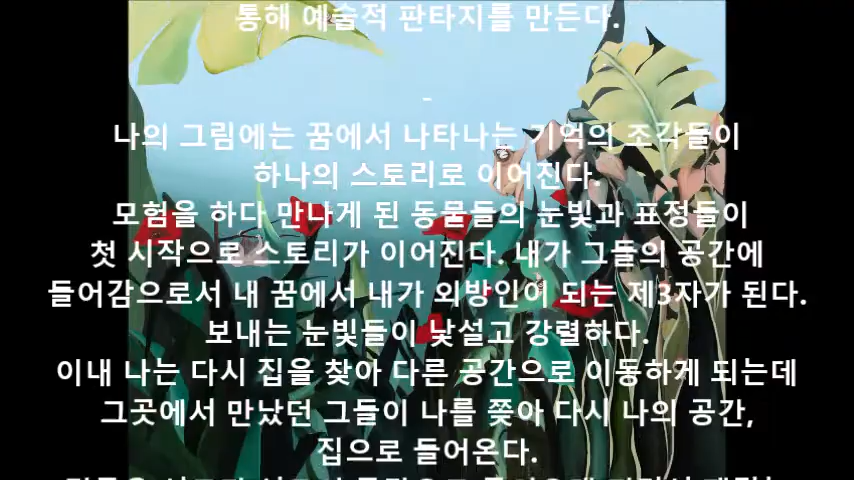 통해 예술적 판타지를 만든다.
-
나의 그림에는 꿈에서 나타나는 기억의 조각들이
하나의 스토리로 이어진다.
모험을 하다 만나게 된 동물들의 눈빛과 표정들이
첫 시작으로 스토리가 이어진다. 내가 그들의 공간에
들어감으로서 내 꿈에서 내가 외방인이 되는 제3자가 된다.
보내는 눈빛들이 낯설고 강렬하다.
이내 나는 다시 집을 찾아 다른 공간으로 이동하게 되는데
그곳에서 만났던 그들이 나를 쫒아 다시 나의 공간,
집으로 들어온다.